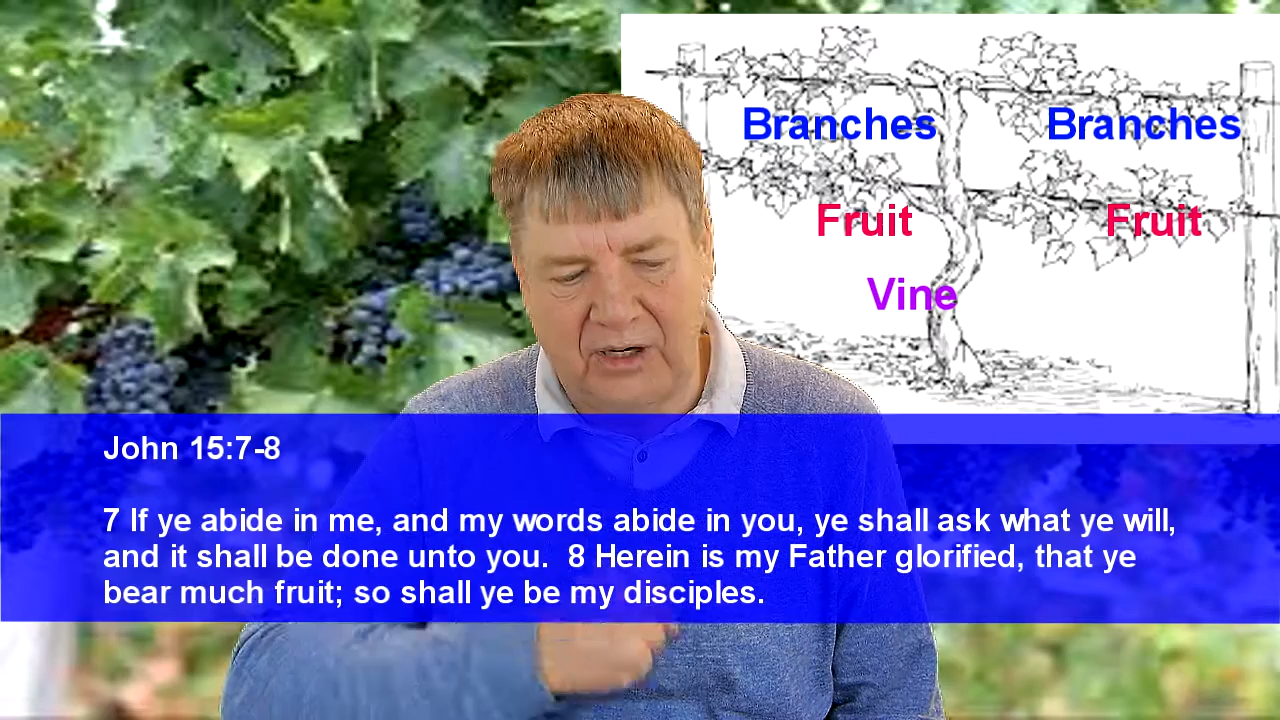 Branches Branches
Fruit Fruit
Vine
John 15:7-8
7 If ye abide in me, and my words abide in you, ye shall ask what ye will,
and it shall be done unto you.  8 Herein is my Father glorified, that ye
bear much fruit; so shall ye be my disciples.